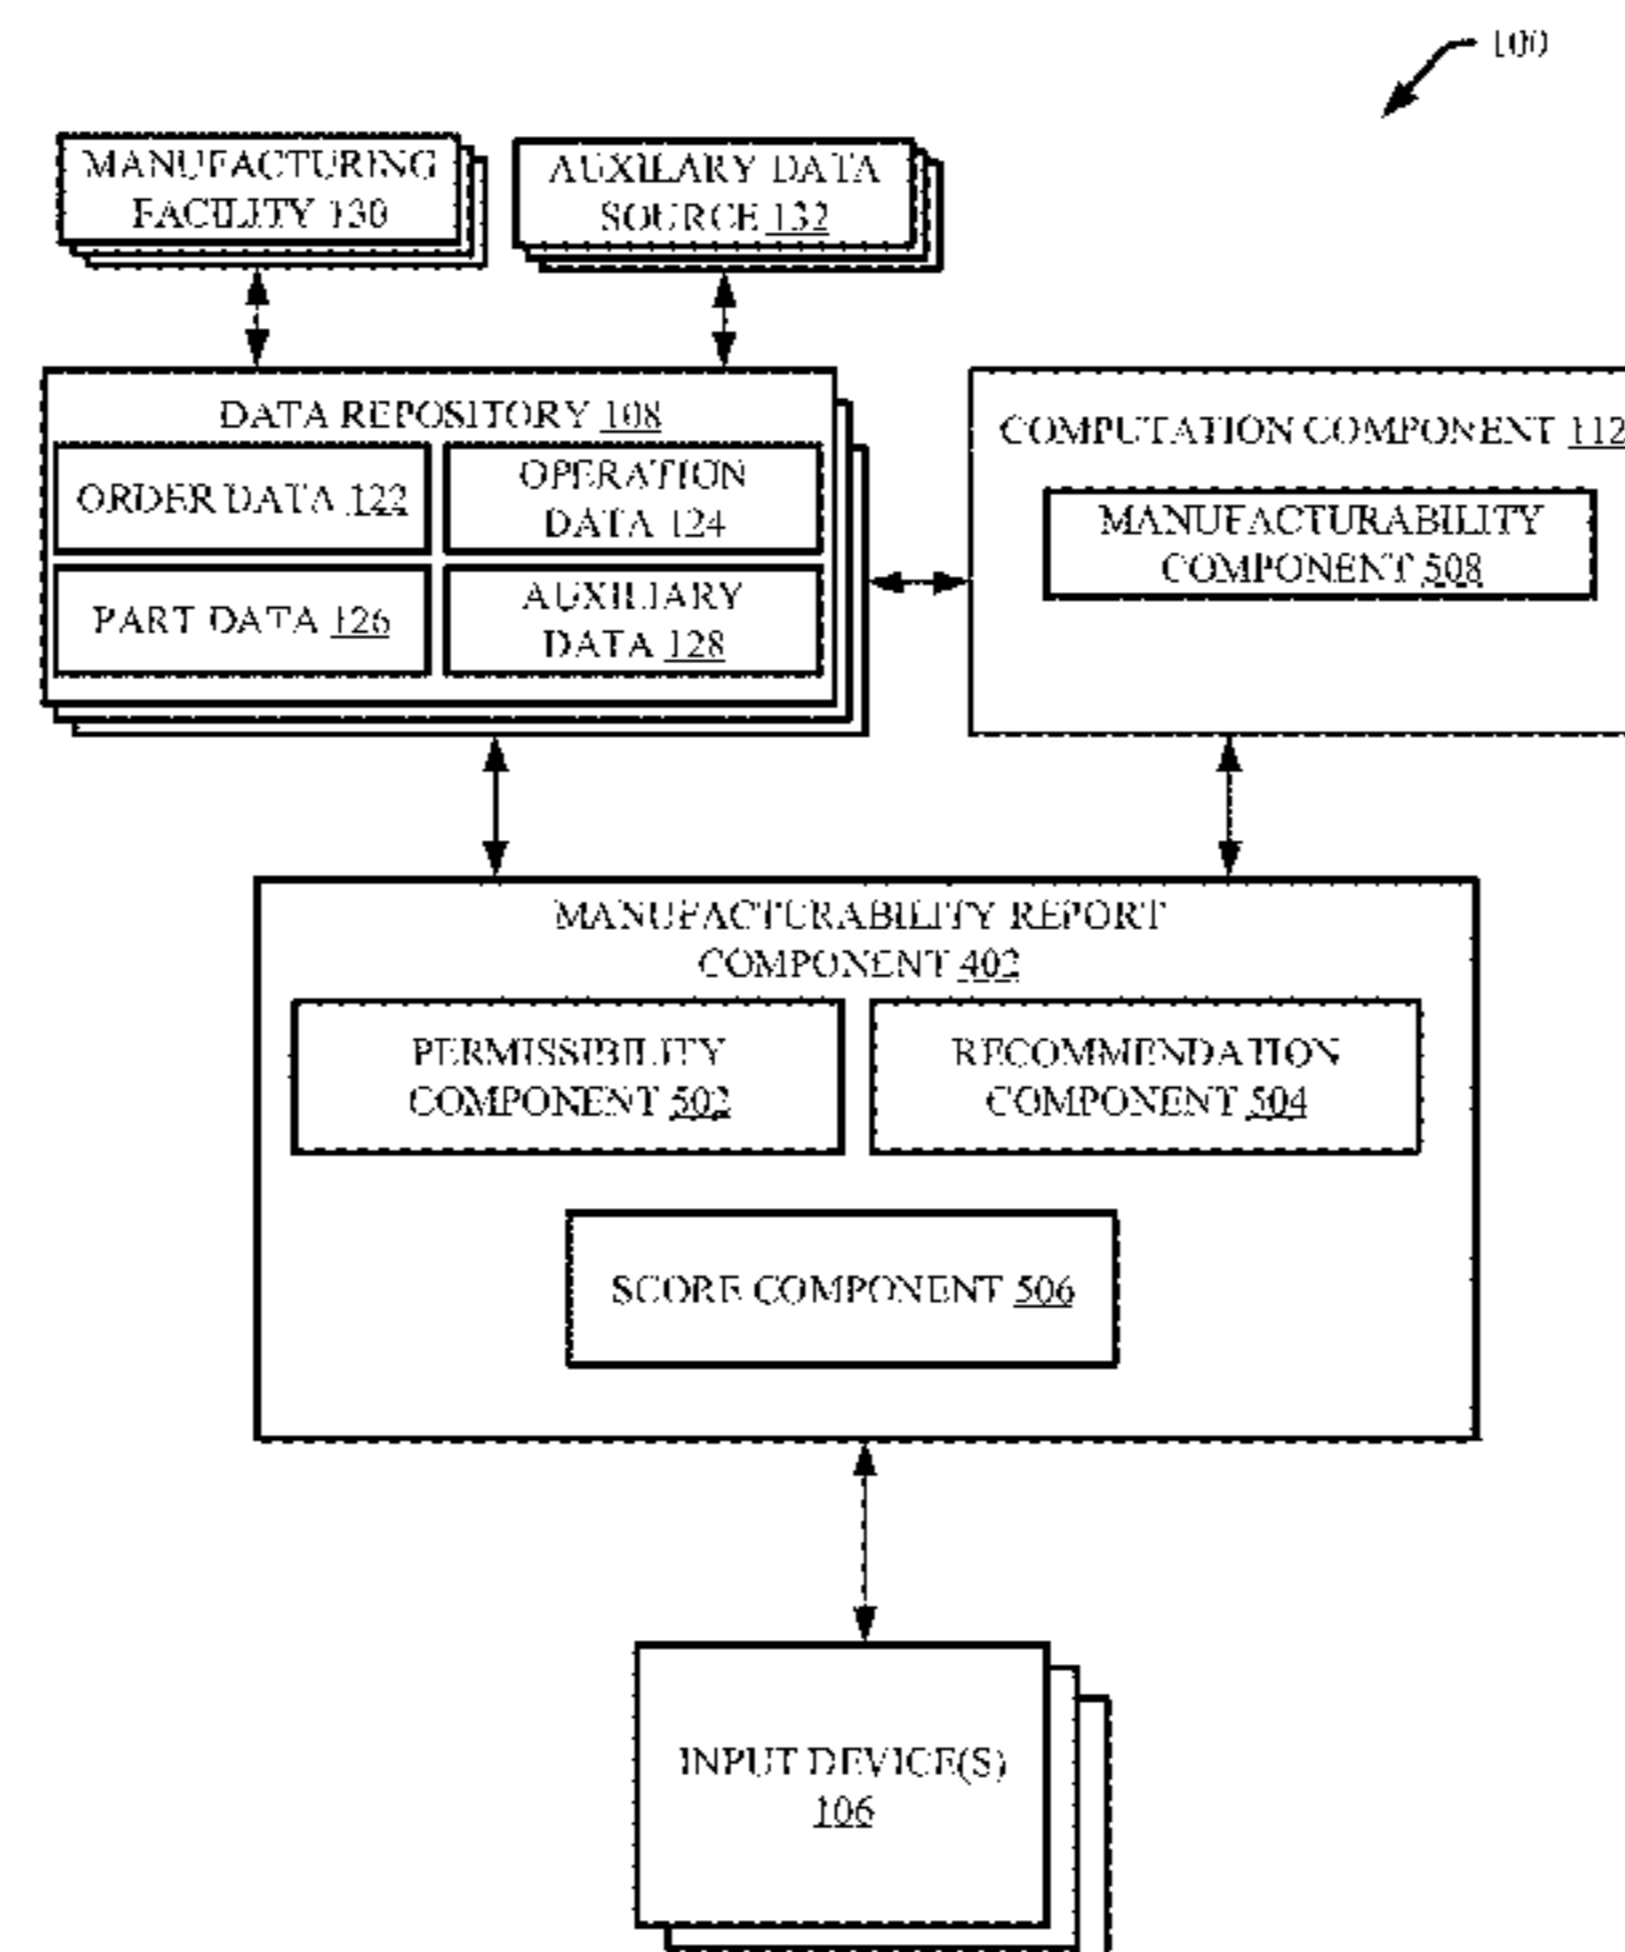 100
MANUFACTURING
FACILITY 130
AUXILARY DATA
SOURCE 132
DATA REPOSITORY 108
ORDER DATA 122
OPERATION
DATA 124
PART DATA 126
AUXILIARY
DATA 128
COMPUTATION COMPONENT 112
MANUFACTURABILITY
COMPONENT 508
MANUFACTURABILITY REPORT
COMPONENT 402
PERMISSIBILITY
COMPONENT 502
RECOMMENDATION
COMPONENT 504
SCORE COMPONENT 506
INPUT DEVICE(S)
106